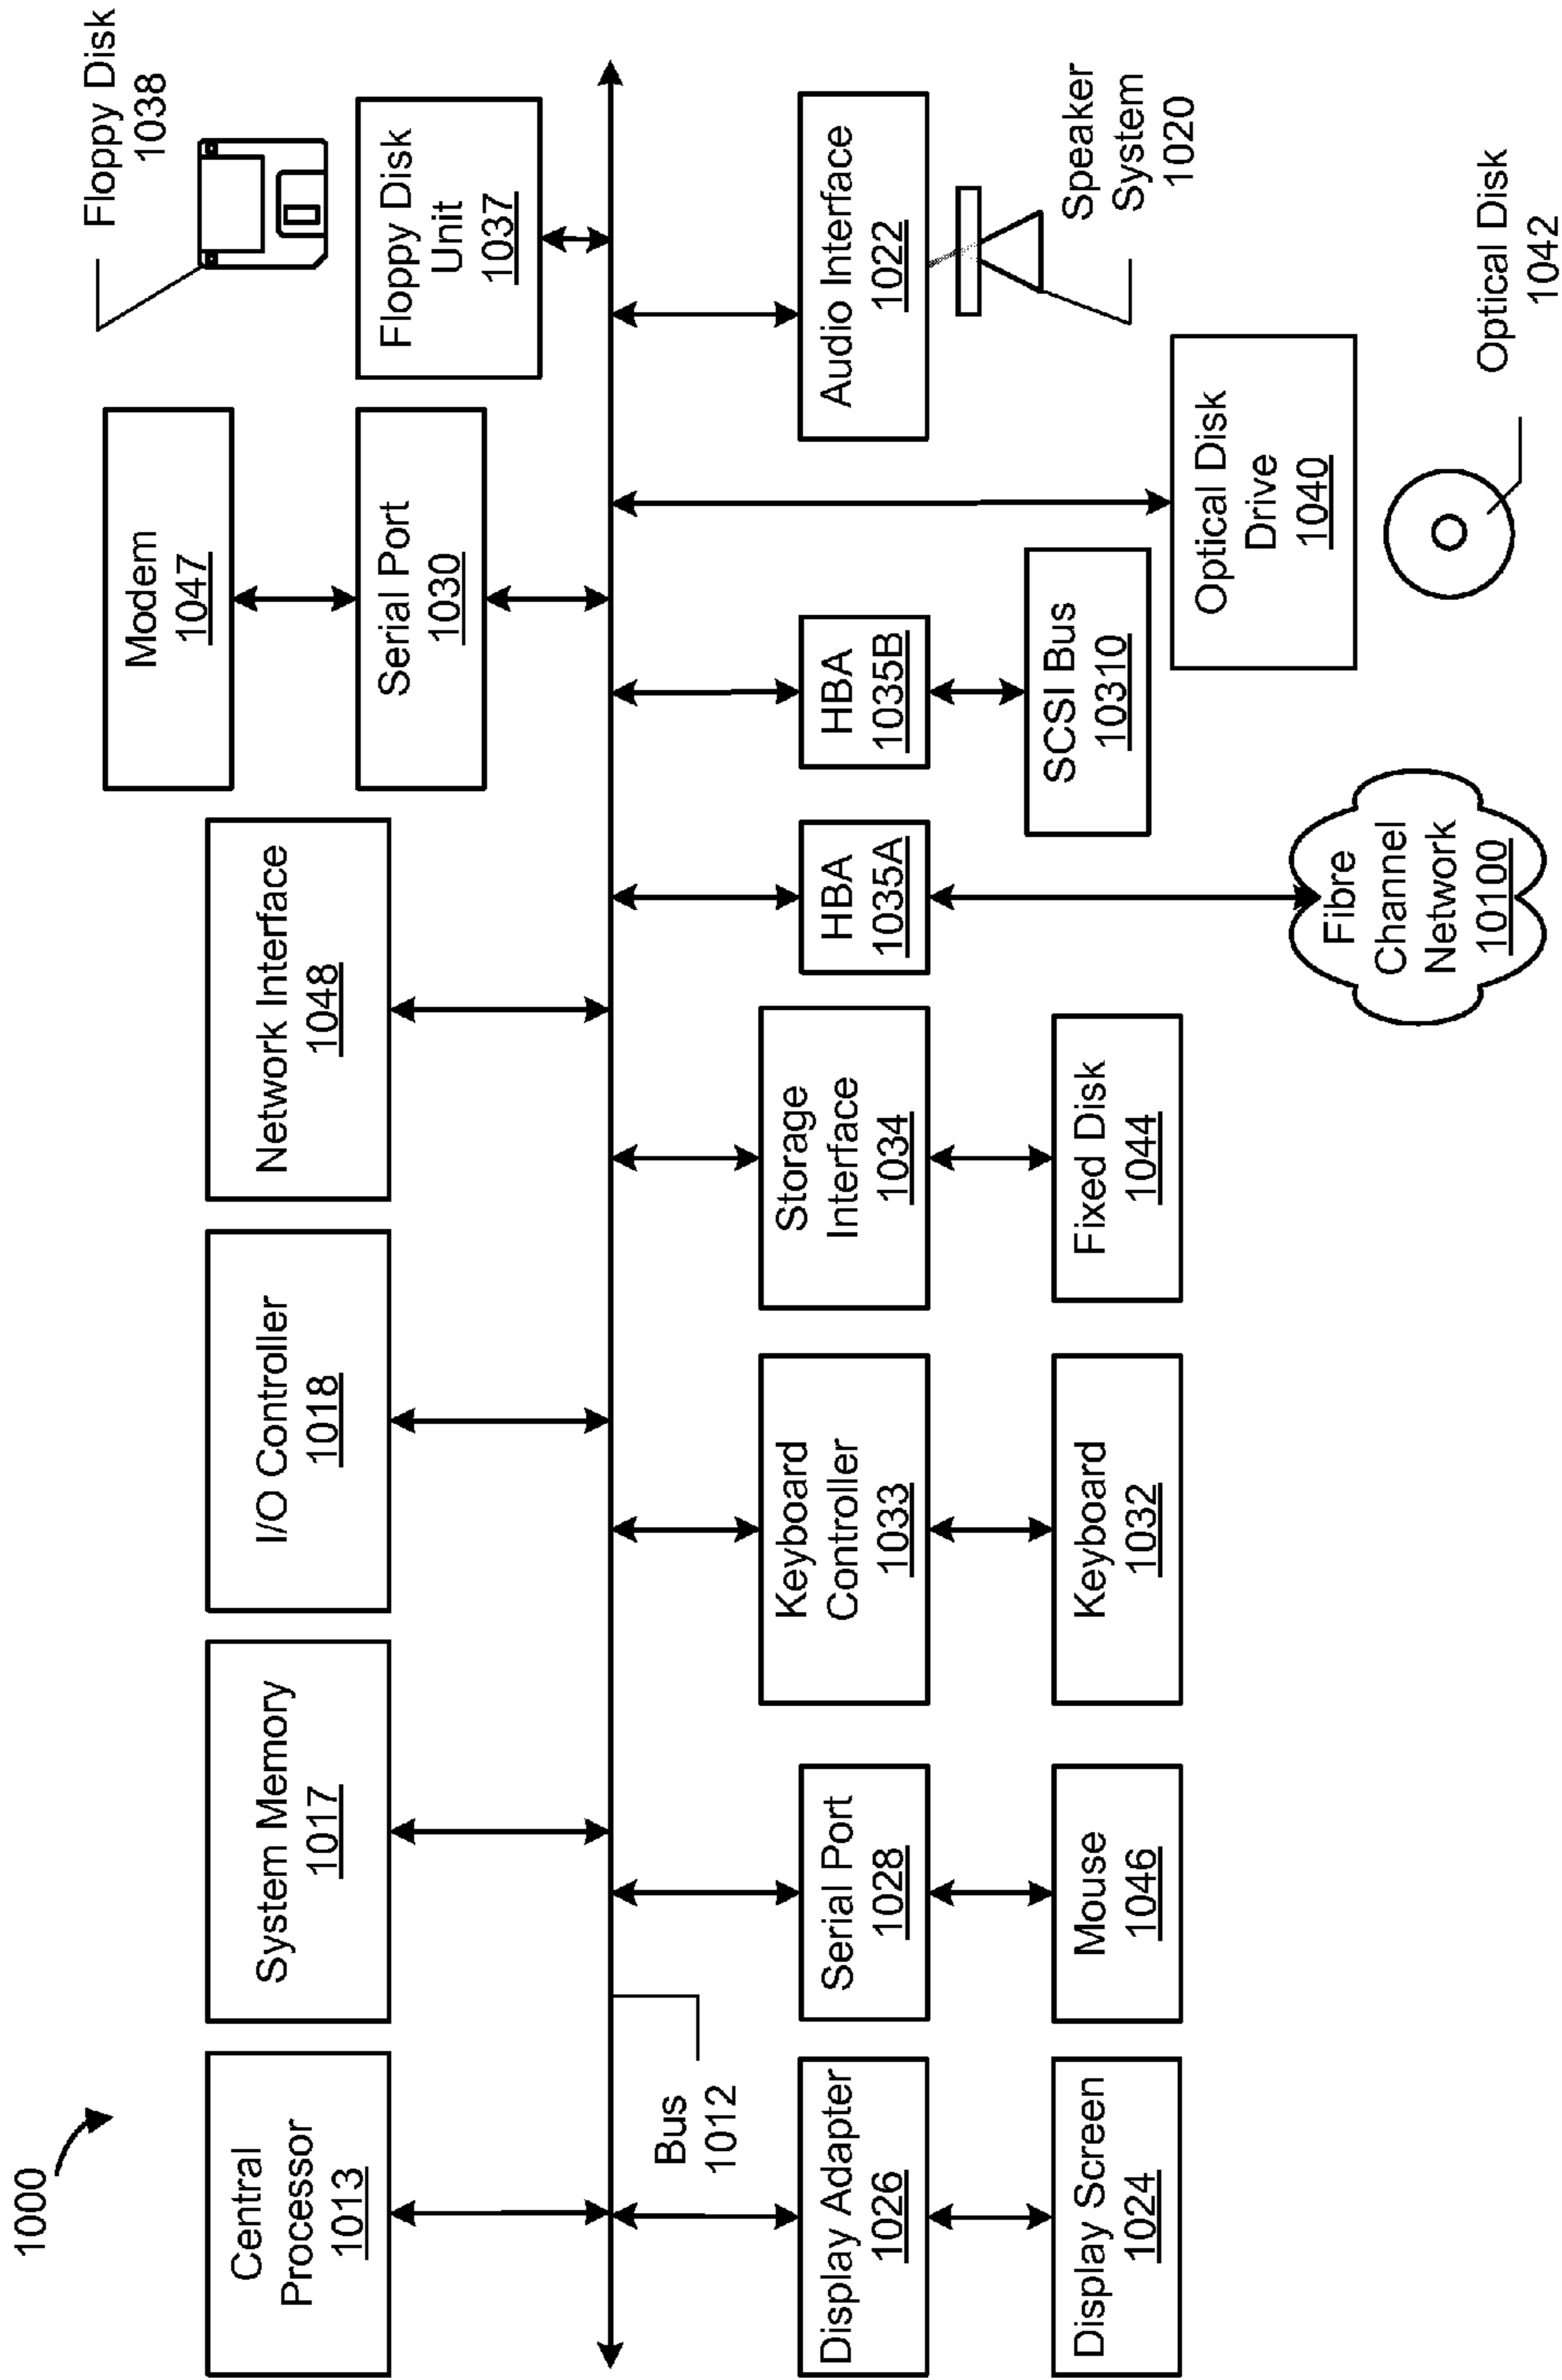 1000
Central
Processor
1013
System Memory
1017
I/O Controller
1018
Network Interface
1048
Modem
1047
Serial Port
1030
Floppy Disk
1038
Floppy Disk
Unit
1037
Bus
1012
Display Adapter
1026
Display Screen
1024
Serial Port
1028
Mouse
1046
Keyboard
Controller
1033
Keyboard
1032
Storage
Interface
1034
Fixed Disk
1044
HBA
1035A
Fibre
Channel
Network
10100
HBA
1035B
SCSI Bus
10310
Optical Disk
Drive
1040
Optical Disk
1042
Audio Interface
1022
Speaker
System
1020